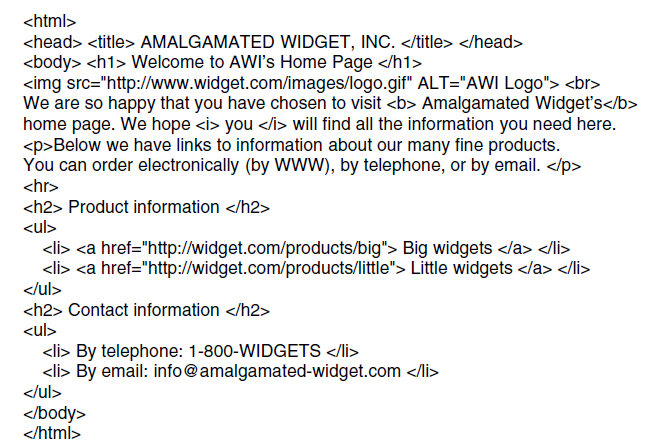 <html>
<head> <title> AMALGAMATED WIDGET, INC. </title> </head>
<body> <h1> Welcome to AWI’s Home Page </h1>
<img src="http://www.widget.com/images/logo.gif" ALT="AWI Logo"> <br>
We are so happy that you have chosen to visit <b> Amalgamated Widget’s</b>
home page. We hope <i> you </i> will find all the information you need here.
<p>Below we have links to information about our many fine products.
You can order electronically (by WWW), by telephone, or by email. </p>
<hr>
<h2> Product information </h2>
<ul>
<li> <a href="http://widget.com/products/big"> Big widgets </a> </li>
<li> <a href="http://widget.com/products/little"> Little widgets </a> </li>
</ul>
<h2> Contact information </h2>
<ul>
<li> By telephone: 1-800-WIDGETS </li>
<li> By email: info@amalgamated-widget.com </li>
</ul>
</body>
</html>